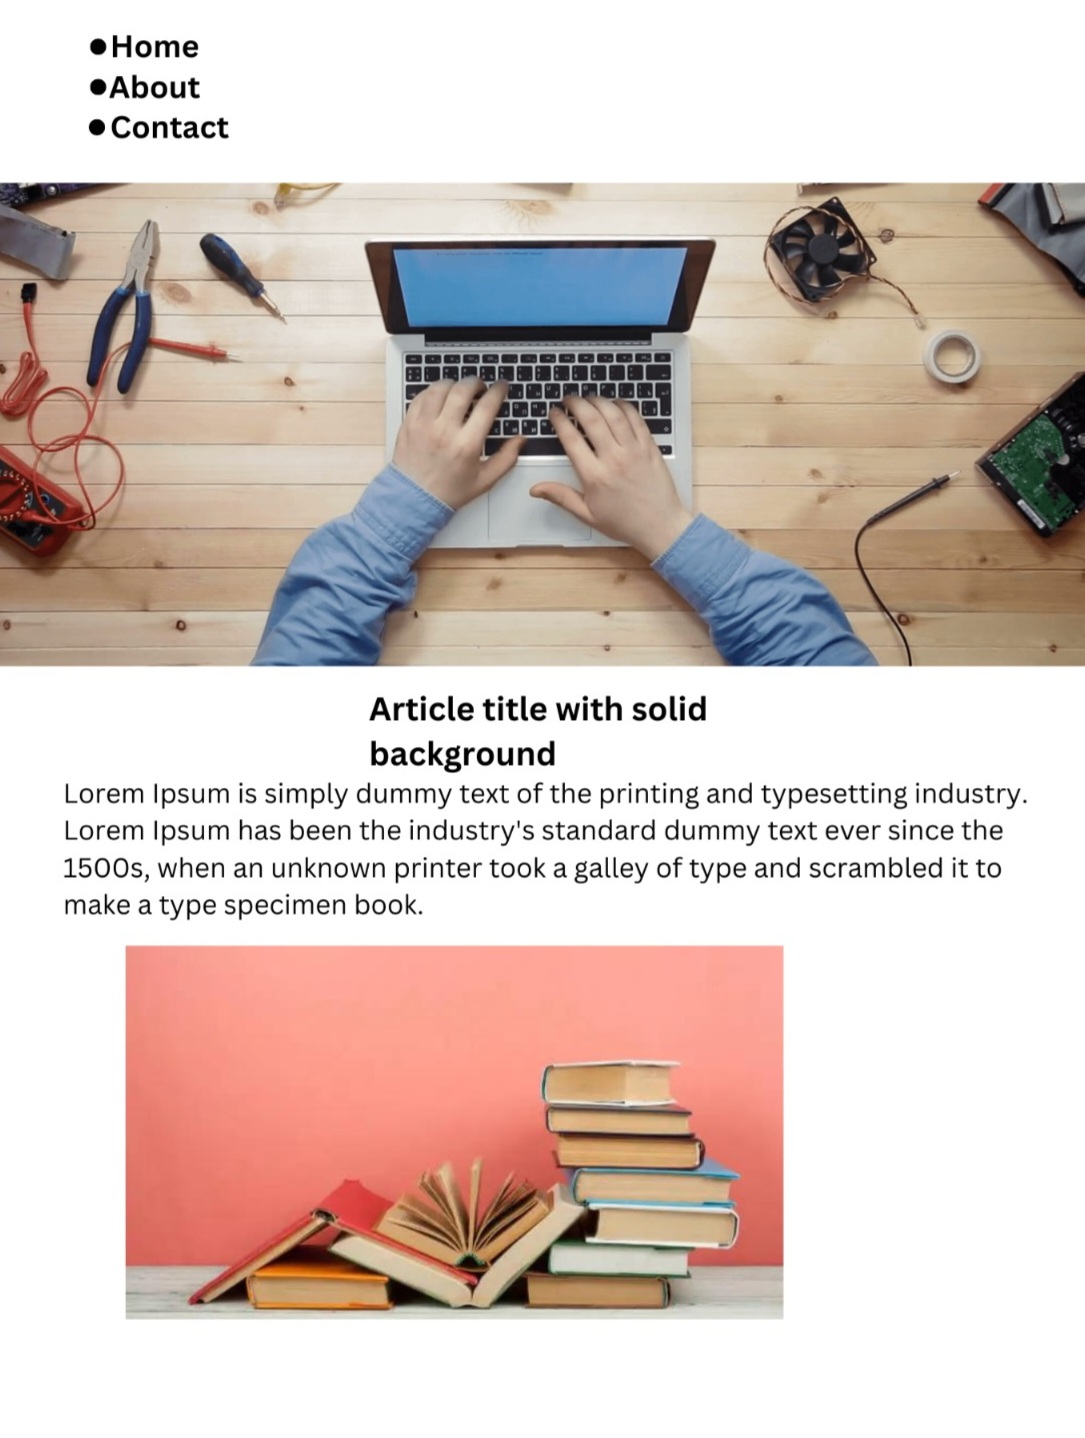 ●Home
●About
●Contact
Article title with solid
background
Lorem Ipsum is simply dummy text of the printing and typesetting industry.
Lorem Ipsum has been the industry's standard dummy text ever since the
1500s, when an unknown printer took a galley of type and scrambled it to
make a type specimen book.